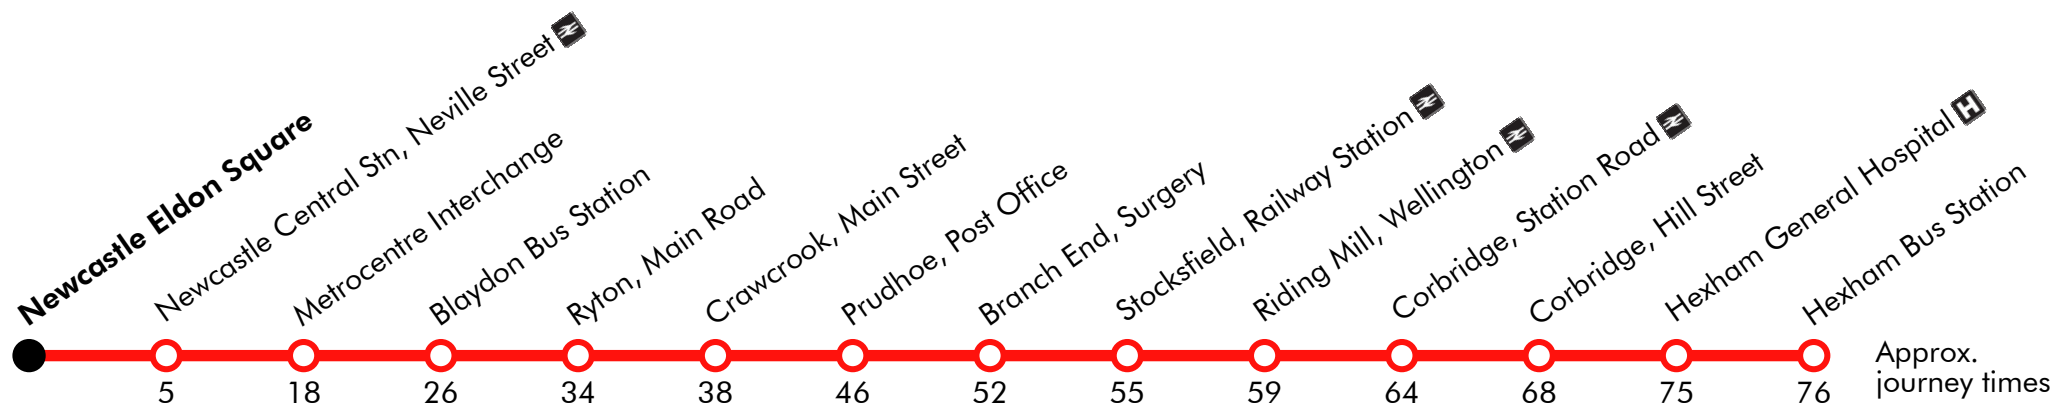 Newcastle Eldon Square
Newcastle Central Stn, Neville Street
Metrocentre Interchange
Blaydon Bus Station
Ryton, Main Road
Crawcrook, Main Street
Prudhoe, Post Office
Branch End, Surgery
Stocksfield, Railway Station
Riding Mill, Wellington
Corbridge, Station Road
Corbridge, Hill Street
Hexham General Hospital H
Hexham Bus Station
5 18 26 34 38 46 52 55 59 64 68 75 76
Approx.
journey times